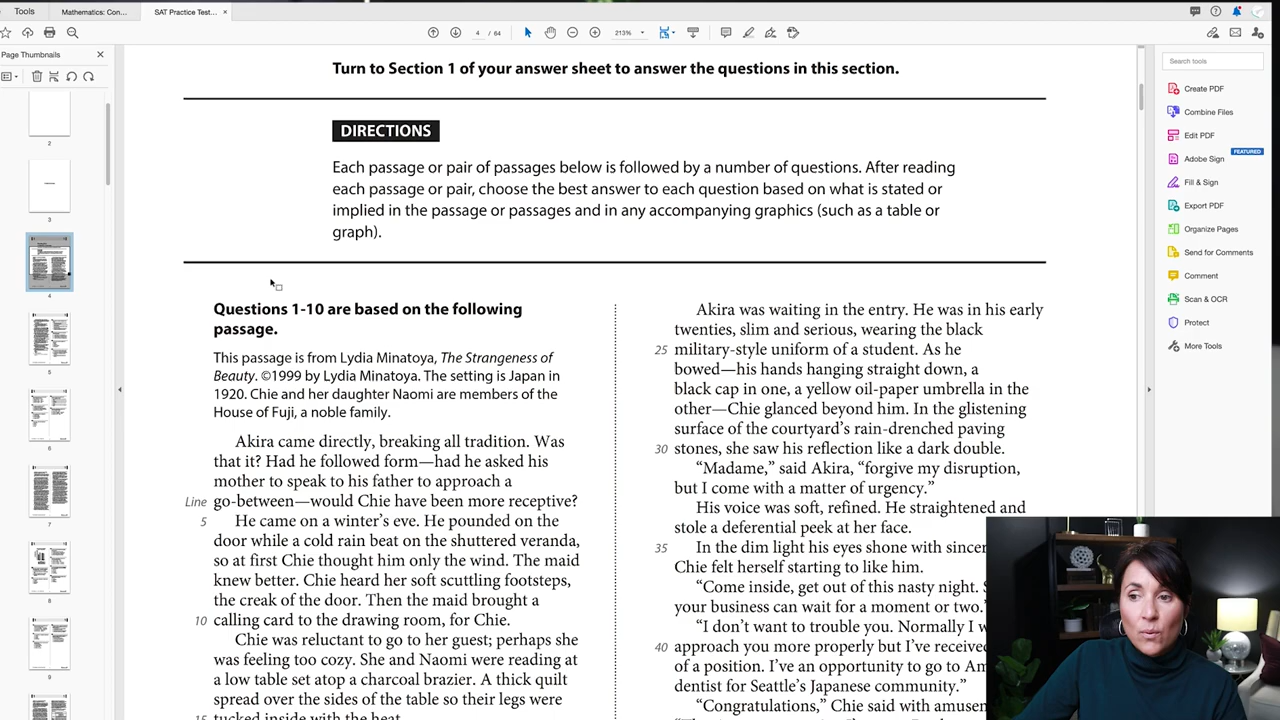 Tools
Mathematics: Con...
SAT Practice Test...
4 / 64
213%
Page Thumbnails
2
3
4
5
6
7
8
9
Turn to Section 1 of your answer sheet to answer the questions in this section.
DIRECTIONS
Each passage or pair of passages below is followed by a number of questions. After reading
each passage or pair, choose the best answer to each question based on what is stated or
implied in the passage or passages and in any accompanying graphics (such as a table or
graph).
Questions 1-10 are based on the following
passage.
This passage is from Lydia Minatoya, The Strangeness of
Beauty. ©1999 by Lydia Minatoya. The setting is Japan in
1920. Chie and her daughter Naomi are members of the
House of Fuji, a noble family.
Akira came directly, breaking all tradition. Was
that it? Had he followed form—had he asked his
mother to speak to his father to approach a
Line go-between—would Chie have been more receptive?
5 He came on a winter's eve. He pounded on the
door while a cold rain beat on the shuttered veranda,
so at first Chie thought him only the wind. The maid
knew better. Chie heard her soft scuttling footsteps,
the creak of the door. Then the maid brought a
10 calling card to the drawing room, for Chie.
Chie was reluctant to go to her guest; perhaps she
was feeling too cozy. She and Naomi were reading at
a low table set atop a charcoal brazier. A thick quilt
spread over the sides of the table so their legs were
15 tucked inside with the heat.
Akira was waiting in the entry. He was in his early
twenties, slim and serious, wearing the black
25 military-style uniform of a student. As he
bowed—his hands hanging straight down, a
black cap in one, a yellow oil-paper umbrella in the
other—Chie glanced beyond him. In the glistening
surface of the courtyard's rain-drenched paving
30 stones, she saw his reflection like a dark double.
"Madame," said Akira, "forgive my disruption,
but I come with a matter of urgency."
His voice was soft, refined. He straightened and
stole a deferential peek at her face.
35 In the dim light his eyes shone with sincer
Chie felt herself starting to like him.
"Come inside, get out of this nasty night. S
your business can wait for a moment or two."
"I don't want to trouble you. Normally I w
40 approach you more properly but I've received
of a position. I've an opportunity to go to Am
dentist for Seattle's Japanese community."
"Congratulations," Chie said with amusem
Search tools
Create PDF
Combine Files
Edit PDF
FEATURED
Adobe Sign
Fill & Sign
Export PDF
Organize Pages
Send for Comments
Comment
Scan & OCR
Protect
More Tools